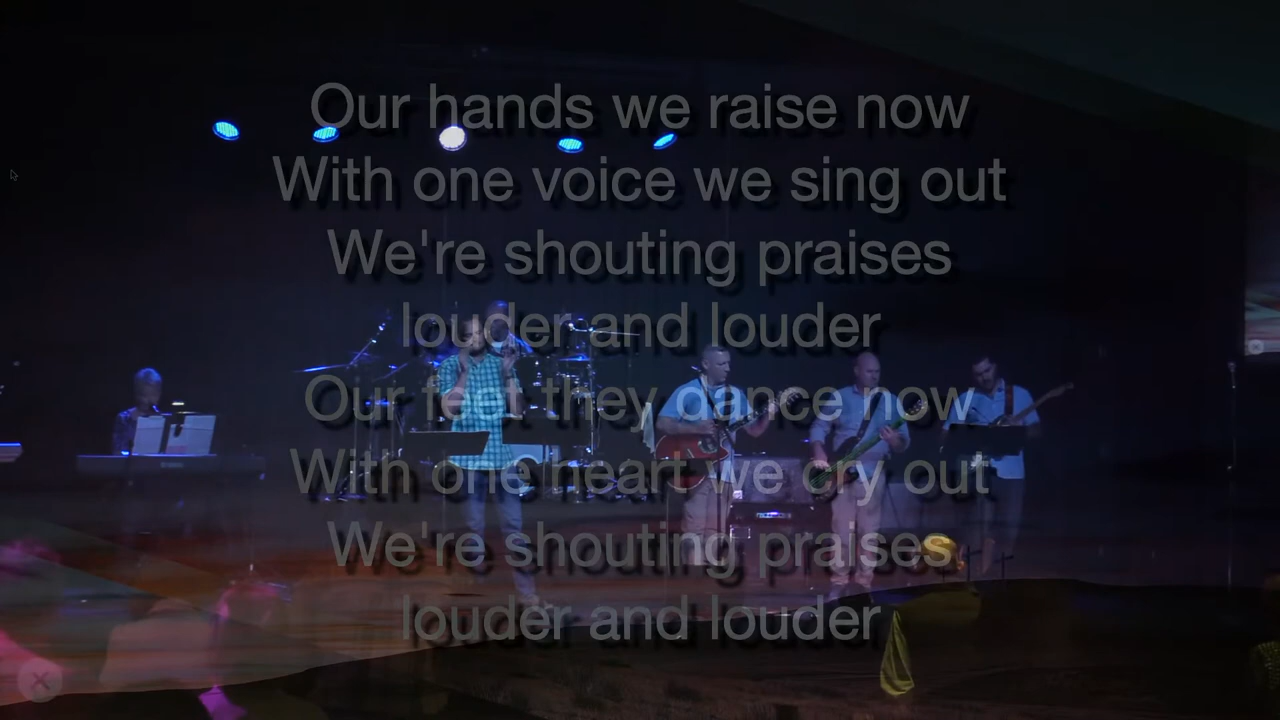 Our hands we raise now
With one voice we sing out
We're shouting praises
louder and louder
Our feet they dance now
With one heart we cry out
We're shouting praises
louder and louder